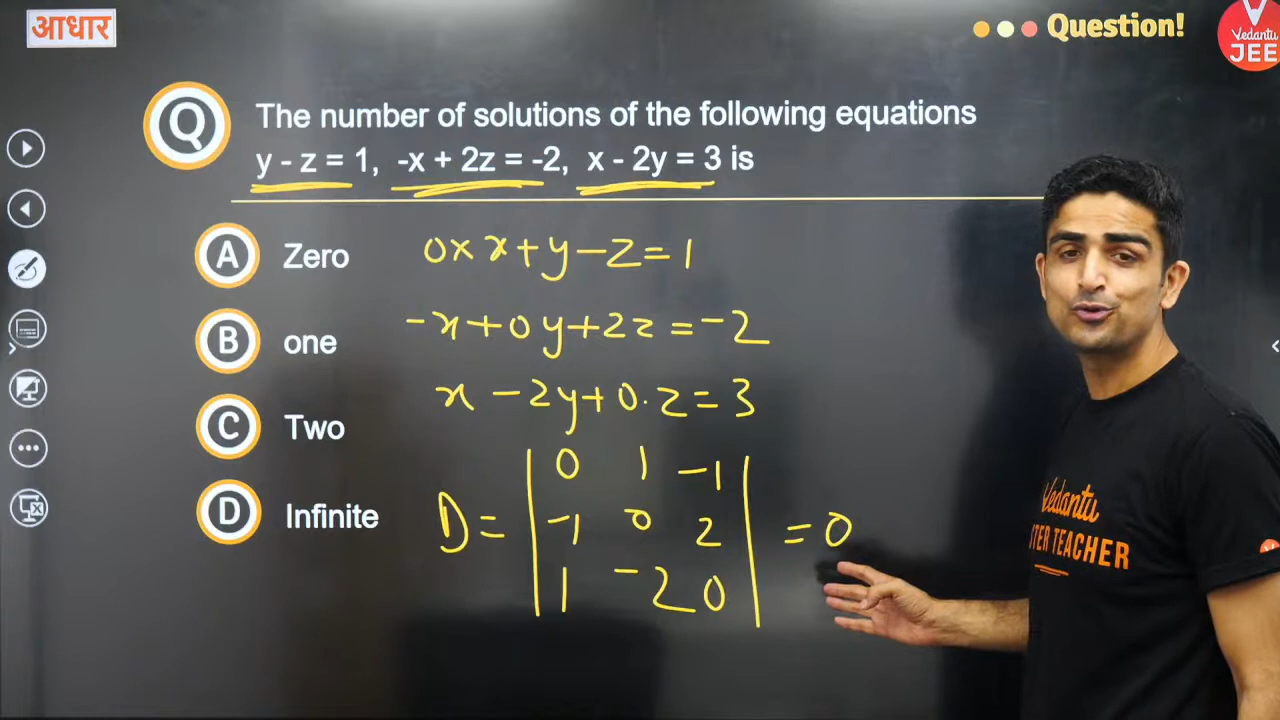 आधार
Question!
Vedantu
JEE
Q
The number of solutions of the following equations
y - z = 1, -x + 2z = -2, x - 2y = 3 is
A Zero
0×x+y-z=1
B one
-x+0y+2z=-2
C Two
x-2y+0.z=3
D Infinite
0 1 -1
D = -1 0 2 = 0
1 -2 0
Vedantu
STER TEACHER